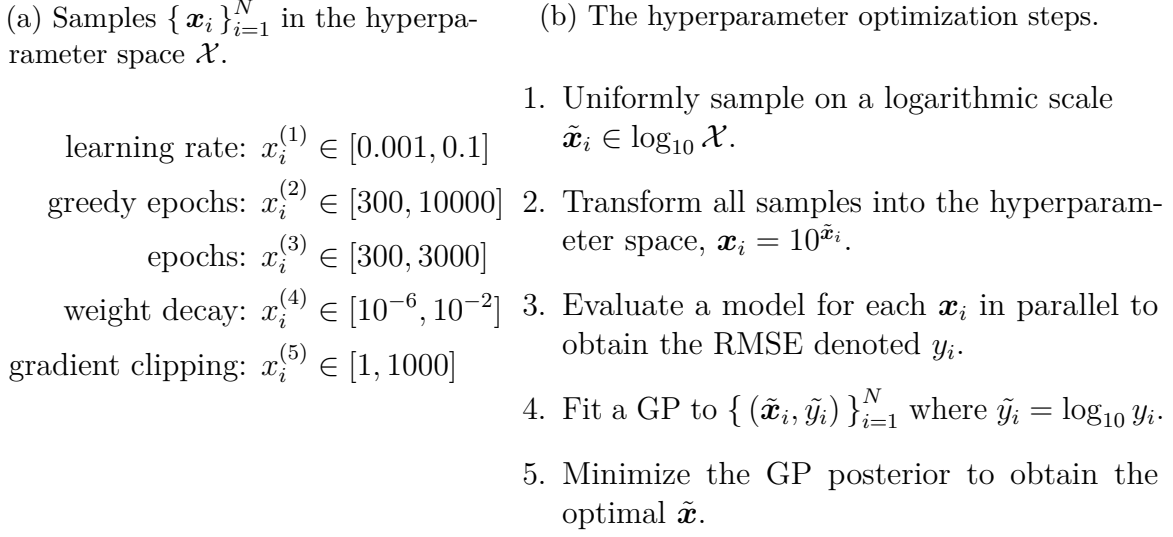 (a) Samples { 𝒙_i }_{i=1}^N in the hyperpa-
rameter space 𝒳.
learning rate: x_i^{(1)} ∈ [0.001, 0.1]
greedy epochs: x_i^{(2)} ∈ [300, 10000]
epochs: x_i^{(3)} ∈ [300, 3000]
weight decay: x_i^{(4)} ∈ [10^{−6}, 10^{−2}]
gradient clipping: x_i^{(5)} ∈ [1, 1000]
(b) The hyperparameter optimization steps.
1. Uniformly sample on a logarithmic scale
𝒙̃_i ∈ log_{10} 𝒳.
2. Transform all samples into the hyperparam-
eter space, 𝒙_i = 10^{𝒙̃_i}.
3. Evaluate a model for each 𝒙_i in parallel to
obtain the RMSE denoted y_i.
4. Fit a GP to { (𝒙̃_i, ỹ_i) }_{i=1}^N where ỹ_i = log_{10} y_i.
5. Minimize the GP posterior to obtain the
optimal 𝒙̃.